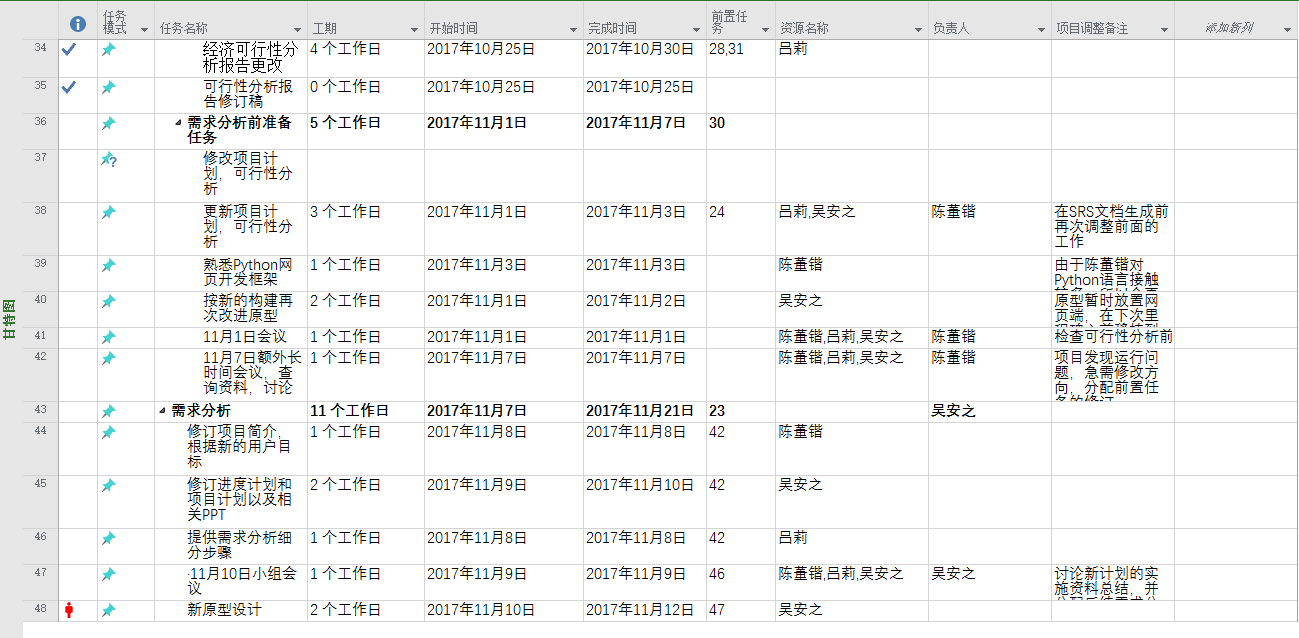 任务
模式 任务名称 工期 开始时间 完成时间 前置任
务 资源名称 负责人 项目调整备注 添加新列
34 经济可行性分
析报告更改 4 个工作日 2017年10月25日 2017年10月30日 28,31 吕莉
35 可行性分析报
告修订稿 0 个工作日 2017年10月25日 2017年10月25日
36 需求分析前准备
任务 5 个工作日 2017年11月1日 2017年11月7日 30
37 修改项目计
划，可行性分
析
38 更新项目计
划，可行性分
析 3 个工作日 2017年11月1日 2017年11月3日 24 吕莉,吴安之 陈董锴 在SRS文档生成前
再次调整前面的
工作
39 熟悉Python网
页开发框架 1 个工作日 2017年11月3日 2017年11月3日 陈董锴 由于陈董锴对
Python语言接触
40 按新的构建再
次改进原型 2 个工作日 2017年11月1日 2017年11月2日 吴安之 原型暂时放置网
页端，在下次里
41 11月1日会议 1 个工作日 2017年11月1日 2017年11月1日 陈董锴,吕莉,吴安之 陈董锴 检查可行性分析前
42 11月7日额外长
时间会议，查
询资料，讨论 1 个工作日 2017年11月7日 2017年11月7日 陈董锴,吕莉,吴安之 陈董锴 项目发现运行问
题，急需修改方
向，分配前置任
务的修订
43 需求分析 11 个工作日 2017年11月7日 2017年11月21日 23 吴安之
44 修订项目简介，
根据新的用户目
标 1 个工作日 2017年11月8日 2017年11月8日 42 陈董锴
45 修订进度计划和
项目计划以及相
关PPT 2 个工作日 2017年11月9日 2017年11月10日 42 吴安之
46 提供需求分析细
分步骤 1 个工作日 2017年11月8日 2017年11月8日 42 吕莉
47 ·11月10日小组会
议 1 个工作日 2017年11月9日 2017年11月9日 46 陈董锴,吕莉,吴安之 吴安之 讨论新计划的实
施资料总结，并
48 新原型设计 2 个工作日 2017年11月10日 2017年11月12日 47 吴安之
甘特图